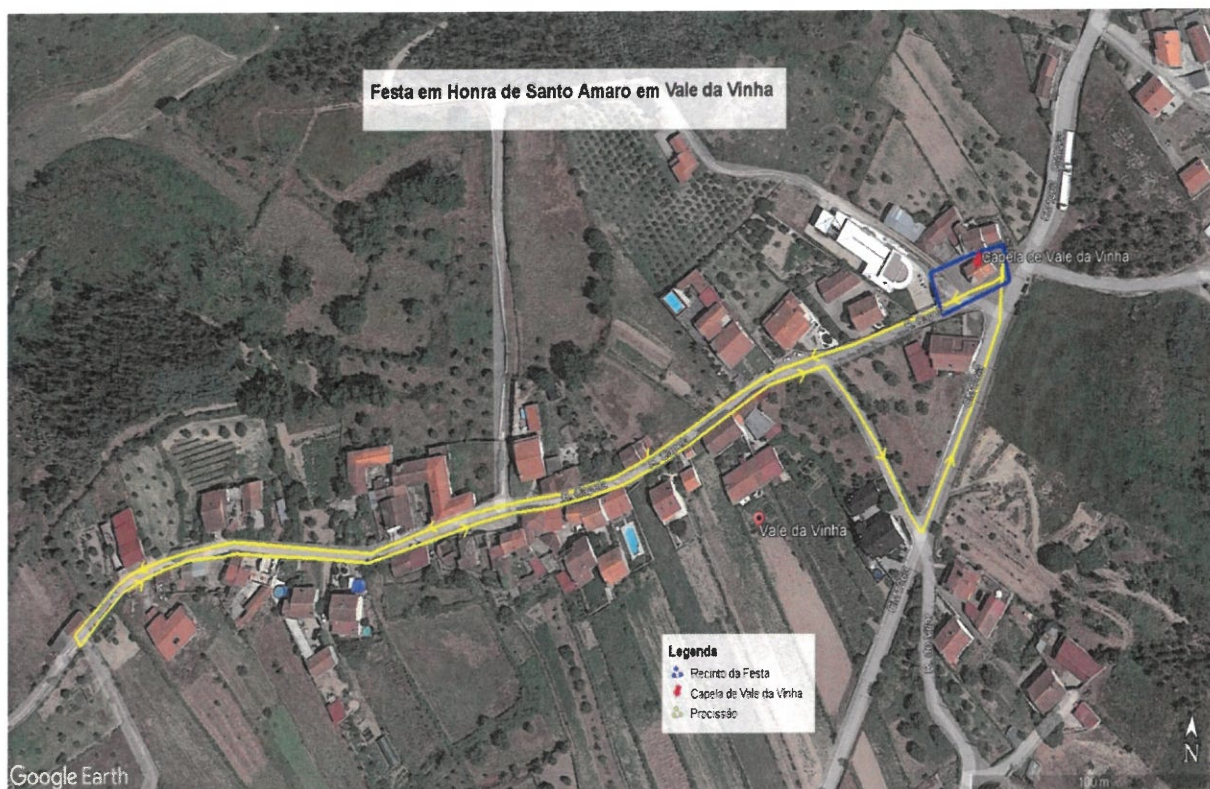 Festa em Honra de Santo Amaro em Vale da Vinha
Capela de Vale da Vinha
Vale da Vinha
Legenda
Recinto da Festa
Capela de Vale da Vinha
Procissão
N
Google Earth
100 m